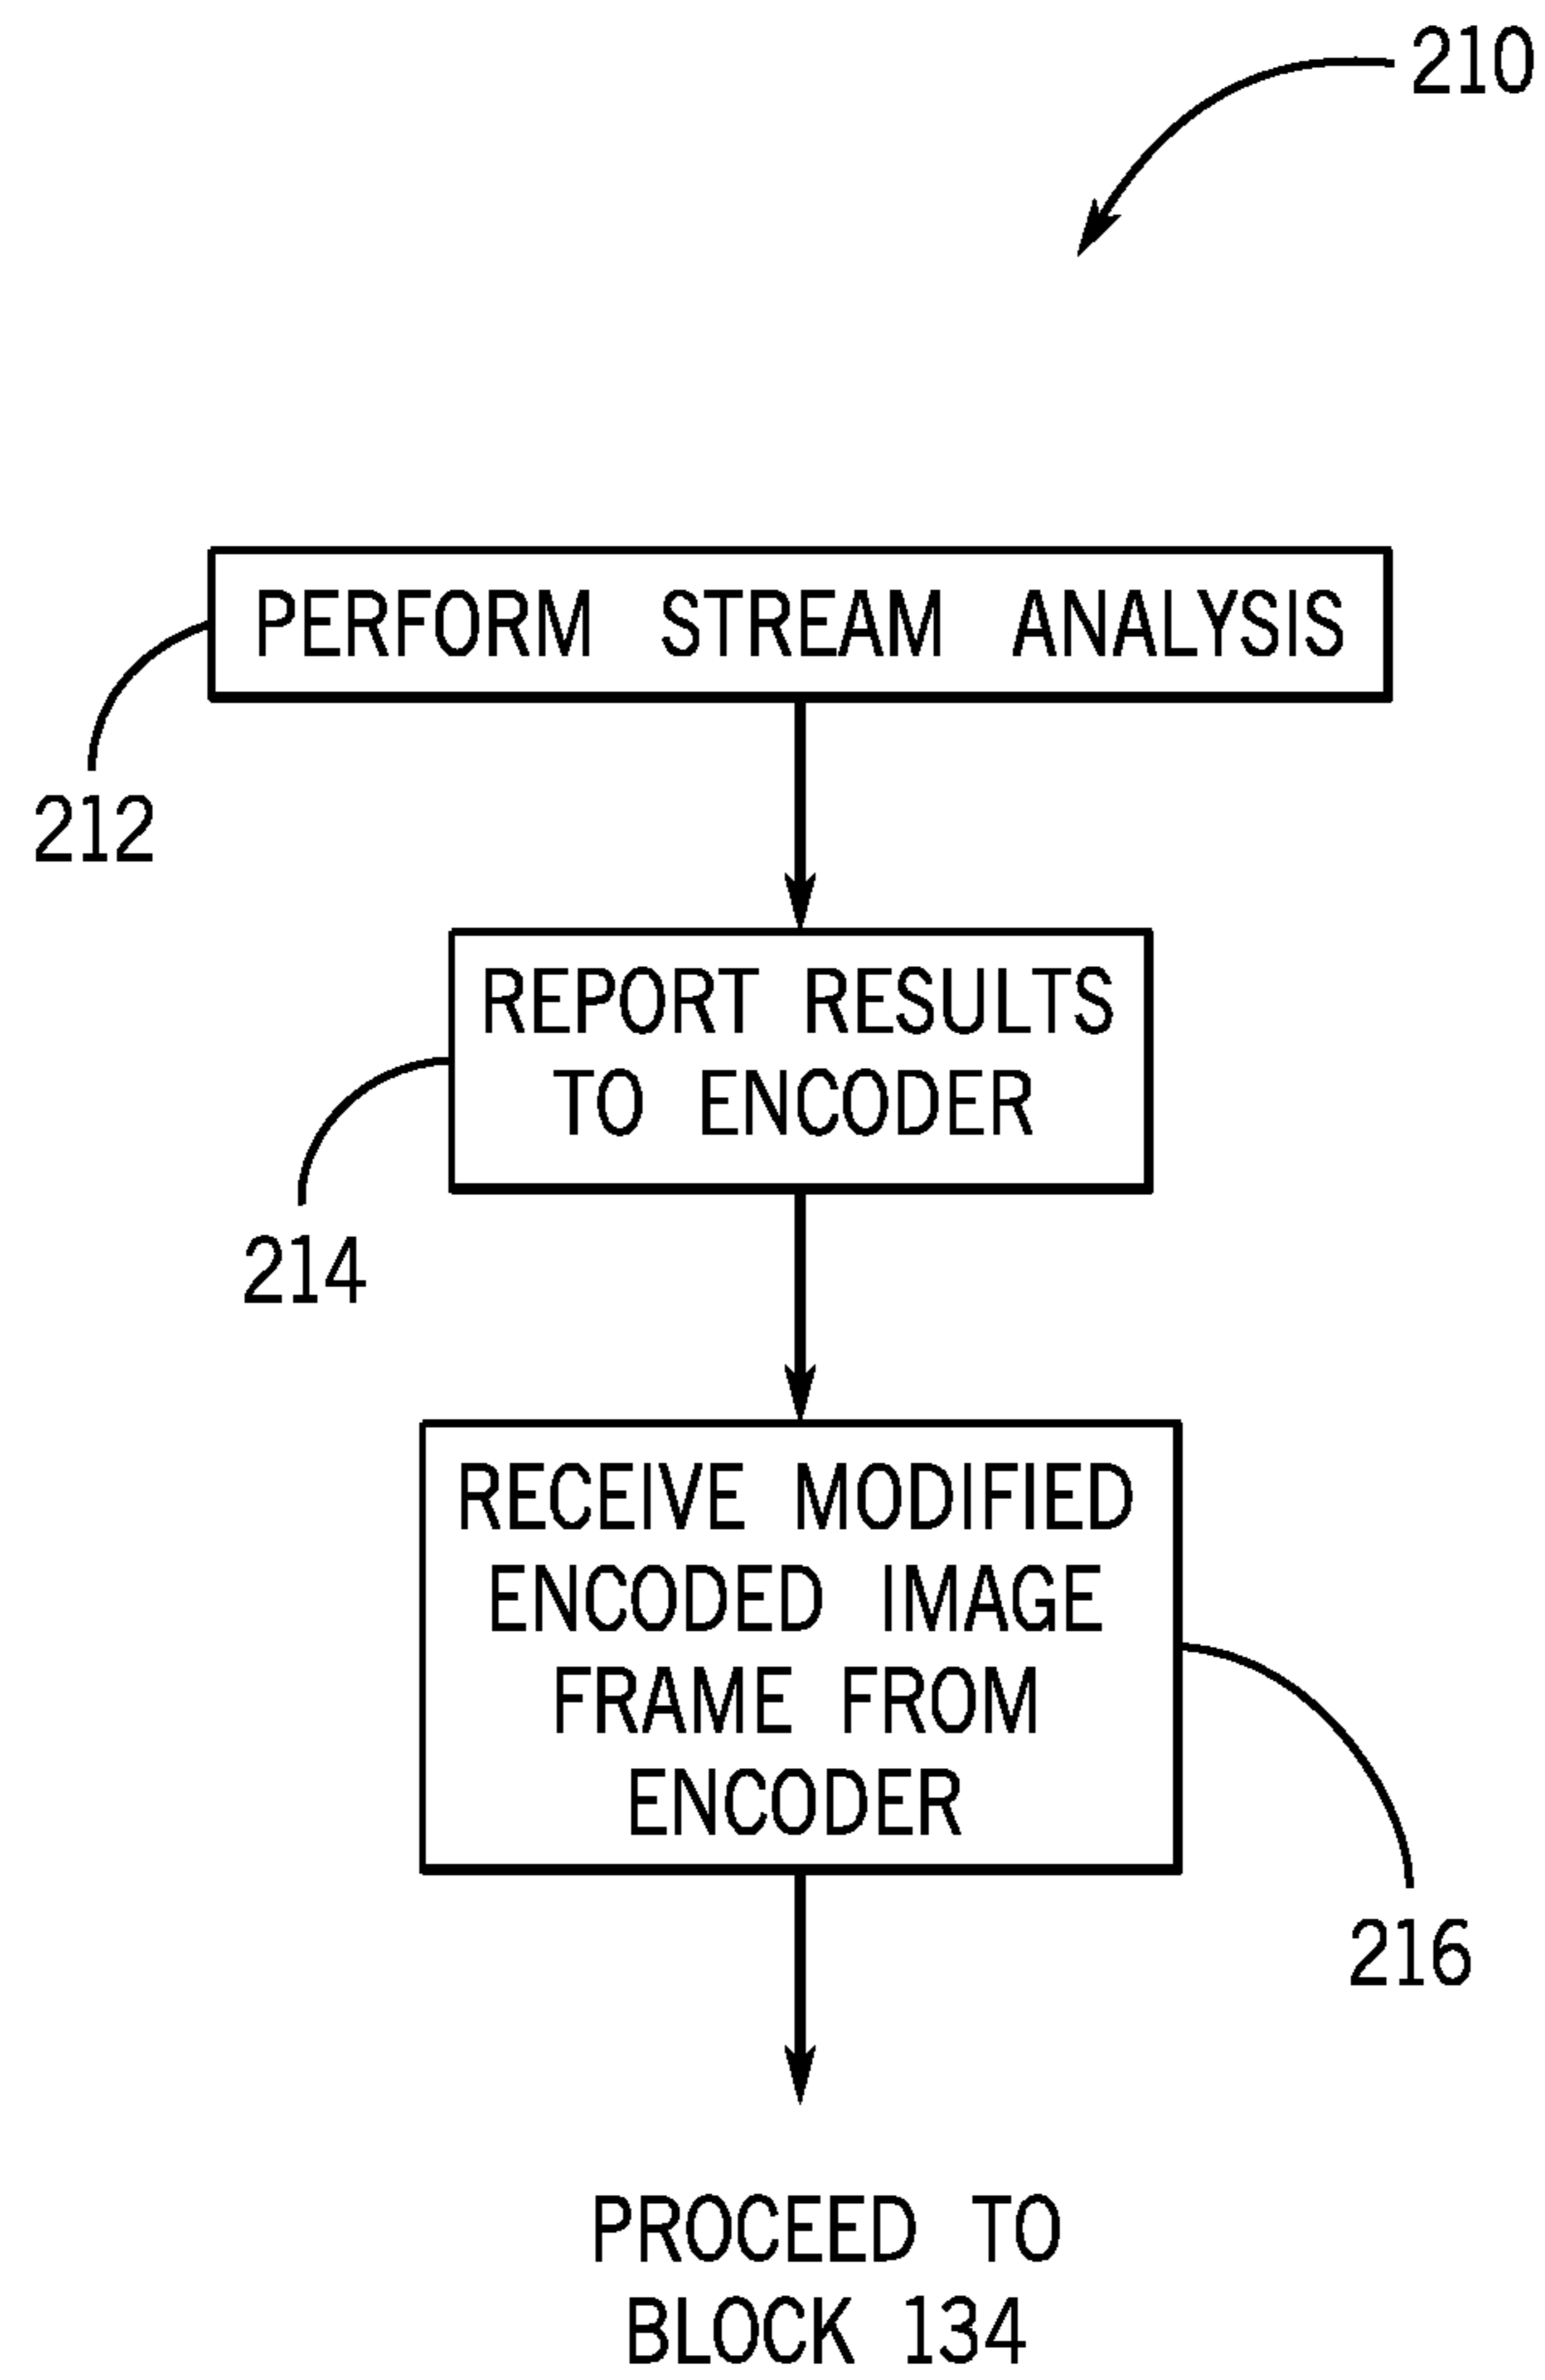 210
PERFORM STREAM ANALYSIS
212
REPORT RESULTS
TO ENCODER
214
RECEIVE MODIFIED
ENCODED IMAGE
FRAME FROM
ENCODER
216
PROCEED TO
BLOCK 134